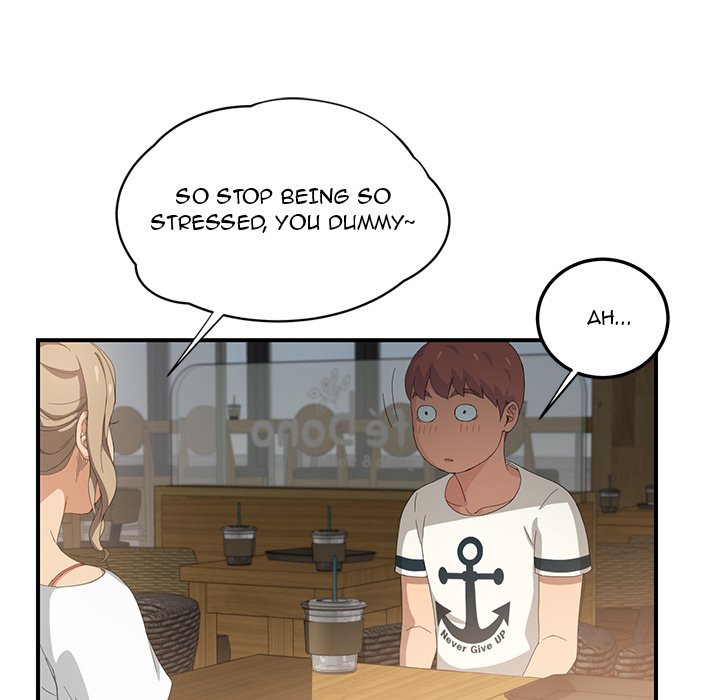 SO STOP BEING SO
STRESSED, YOU DUMMY~
AH...
Never Give UP